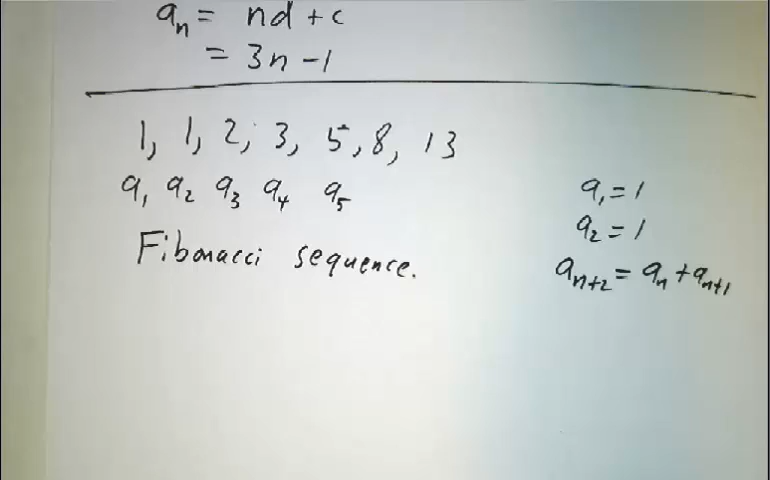 aₙ = nd + c
= 3n - 1
1, 1, 2, 3, 5, 8, 13
a₁ a₂ a₃ a₄ a₅
Fibonacci sequence.
a₁ = 1
a₂ = 1
aₙ₊₂ = aₙ + aₙ₊₁